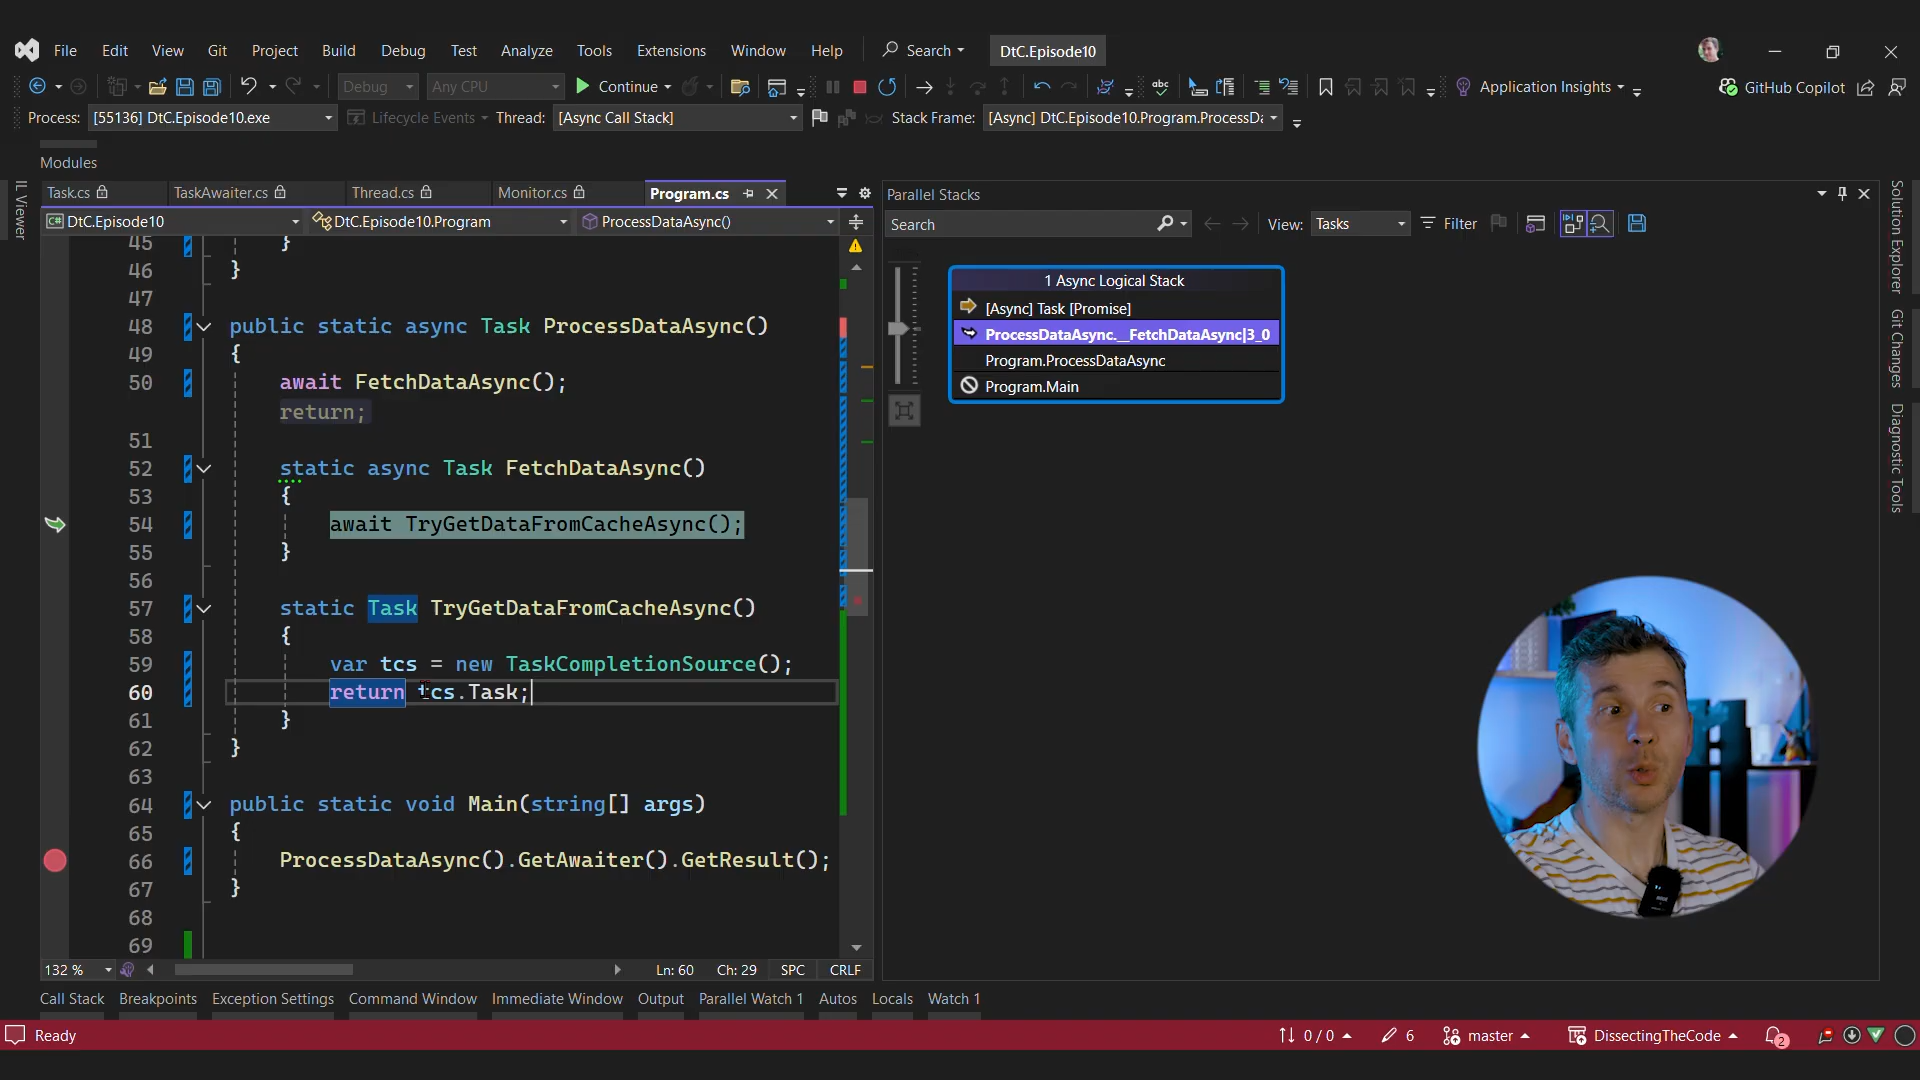 File Edit View Git Project Build Debug Test Analyze Tools Extensions Window Help Search DtC.Episode10
Debug Any CPU Continue abc Application Insights GitHub Copilot
Process: [55136] DtC.Episode10.exe Lifecycle Events Thread: [Async Call Stack] Stack Frame: [Async] DtC.Episode10.Program.ProcessDa
Modules
IL Viewer
Task.cs TaskAwaiter.cs Thread.cs Monitor.cs Program.cs
C# DtC.Episode10 DtC.Episode10.Program ProcessDataAsync()
45 }
46 }
47
48 public static async Task ProcessDataAsync()
49 {
50 await FetchDataAsync();
return;
51
52 static async Task FetchDataAsync()
53 {
54 await TryGetDataFromCacheAsync();
55 }
56
57 static Task TryGetDataFromCacheAsync()
58 {
59 var tcs = new TaskCompletionSource();
60 return tcs.Task;
61 }
62 }
63
64 public static void Main(string[] args)
65 {
66 ProcessDataAsync().GetAwaiter().GetResult();
67 }
68
69
132 % Ln: 60 Ch: 29 SPC CRLF
Parallel Stacks
Search View: Tasks Filter
1 Async Logical Stack
[Async] Task [Promise]
ProcessDataAsync.__FetchDataAsync|3_0
Program.ProcessDataAsync
Program.Main
Solution Explorer
Git Changes
Diagnostic Tools
Call Stack Breakpoints Exception Settings Command Window Immediate Window Output Parallel Watch 1 Autos Locals Watch 1
Ready 0 / 0 6 master DissectingTheCode 2